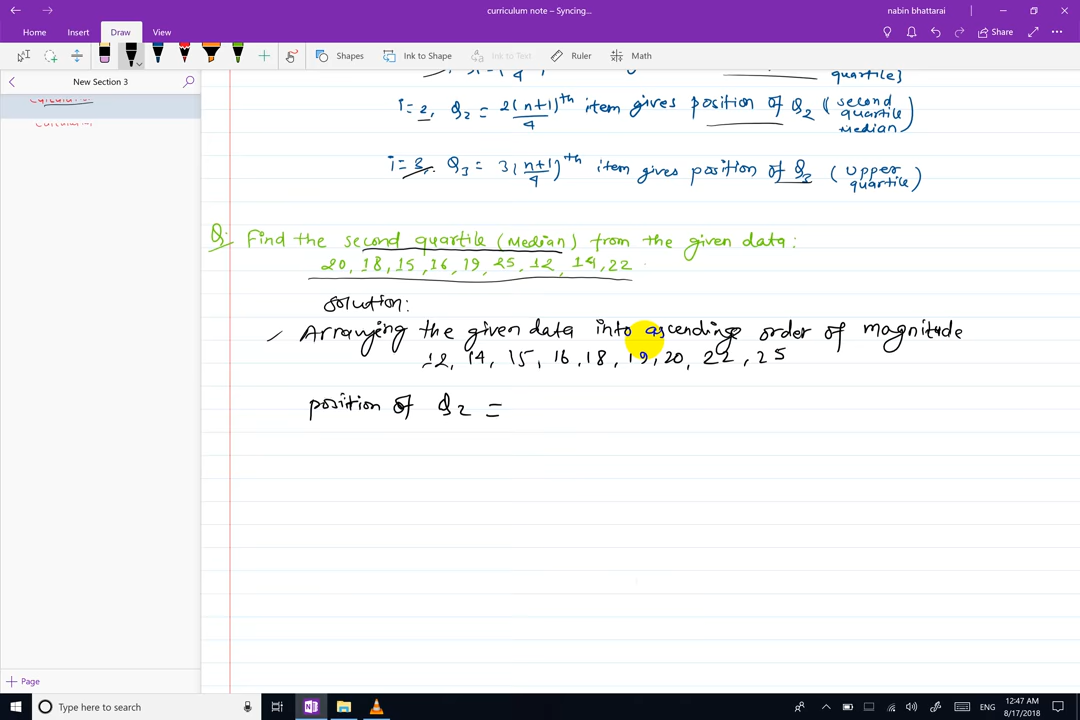 curriculum note – Syncing...
nabin bhattarai
Home Insert Draw View
Share
Shapes Ink to Shape Ink to Text Ruler Math
New Section 3
quartile}
i=2, Q2 = 2(n+1)th/4 item gives position of Q2 (second quartile Median)
i=3, Q3 = 3(n+1)th/4 item gives position of Q3 (upper quartile)
Q: Find the second quartile (Median) from the given data:
20, 18, 15, 16, 19, 25, 12, 14, 22
Solution:
Arranging the given data into ascending order of magnitude
12, 14, 15, 16, 18, 19, 20, 22, 25
position of Q2 =
+ Page
Type here to search
ENG
12:47 AM
8/17/2018